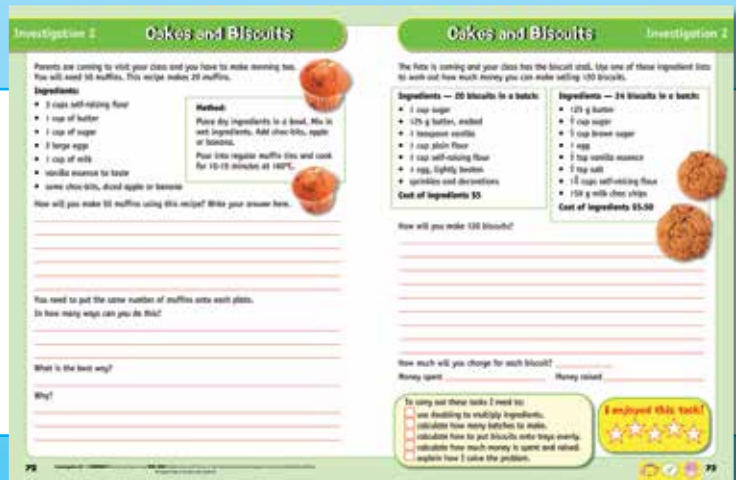 Investigation 2
Cakes and Biscuits
Parents are coming to visit your class and you have to make morning tea.
You will need 50 muffins. This recipe makes 20 muffins.
Ingredients:
• 3 cups self-raising flour
• 1 cup of butter
• 1 cup of sugar
• 3 large eggs
• 1 cup of milk
• vanilla essence to taste
• some choc-bits, diced apple or banana
Method:
Place dry ingredients in a bowl. Mix in
wet ingredients. Add choc-bits, apple
or banana.
Pour into regular muffin tins and cook
for 10-15 minutes at 180°C.
How will you make 50 muffins using this recipe? Write your answer here.
You need to put the same number of muffins onto each plate.
In how many ways can you do this?
What is the best way?
Why?
72
Cakes and Biscuits
Investigation 2
The Fete is coming and your class has the biscuit stall. Use one of these ingredient lists
to work out how much money you can make selling 120 biscuits.
Ingredients — 20 biscuits in a batch:
• 1 cup sugar
• 125 g butter, melted
• 1 teaspoon vanilla
• 1 cup plain flour
• 1 cup self-raising flour
• 1 egg, lightly beaten
• sprinkles and decorations
Cost of ingredients $5
Ingredients — 24 biscuits in a batch:
• 125 g butter
• cup sugar
• cup brown sugar
• 1 egg
• tsp vanilla essence
• tsp salt
• cups self-raising flour
• 150 g milk choc chips
Cost of ingredients $5.50
How will you make 120 biscuits?
How much will you charge for each biscuit?
Money spent
Money raised
To carry out these tasks I need to:
use doubling to multiply ingredients.
calculate how many batches to make.
calculate how to put biscuits onto trays evenly.
calculate how much money is spent and raised.
explain how I solve the problem.
I enjoyed this task!
73